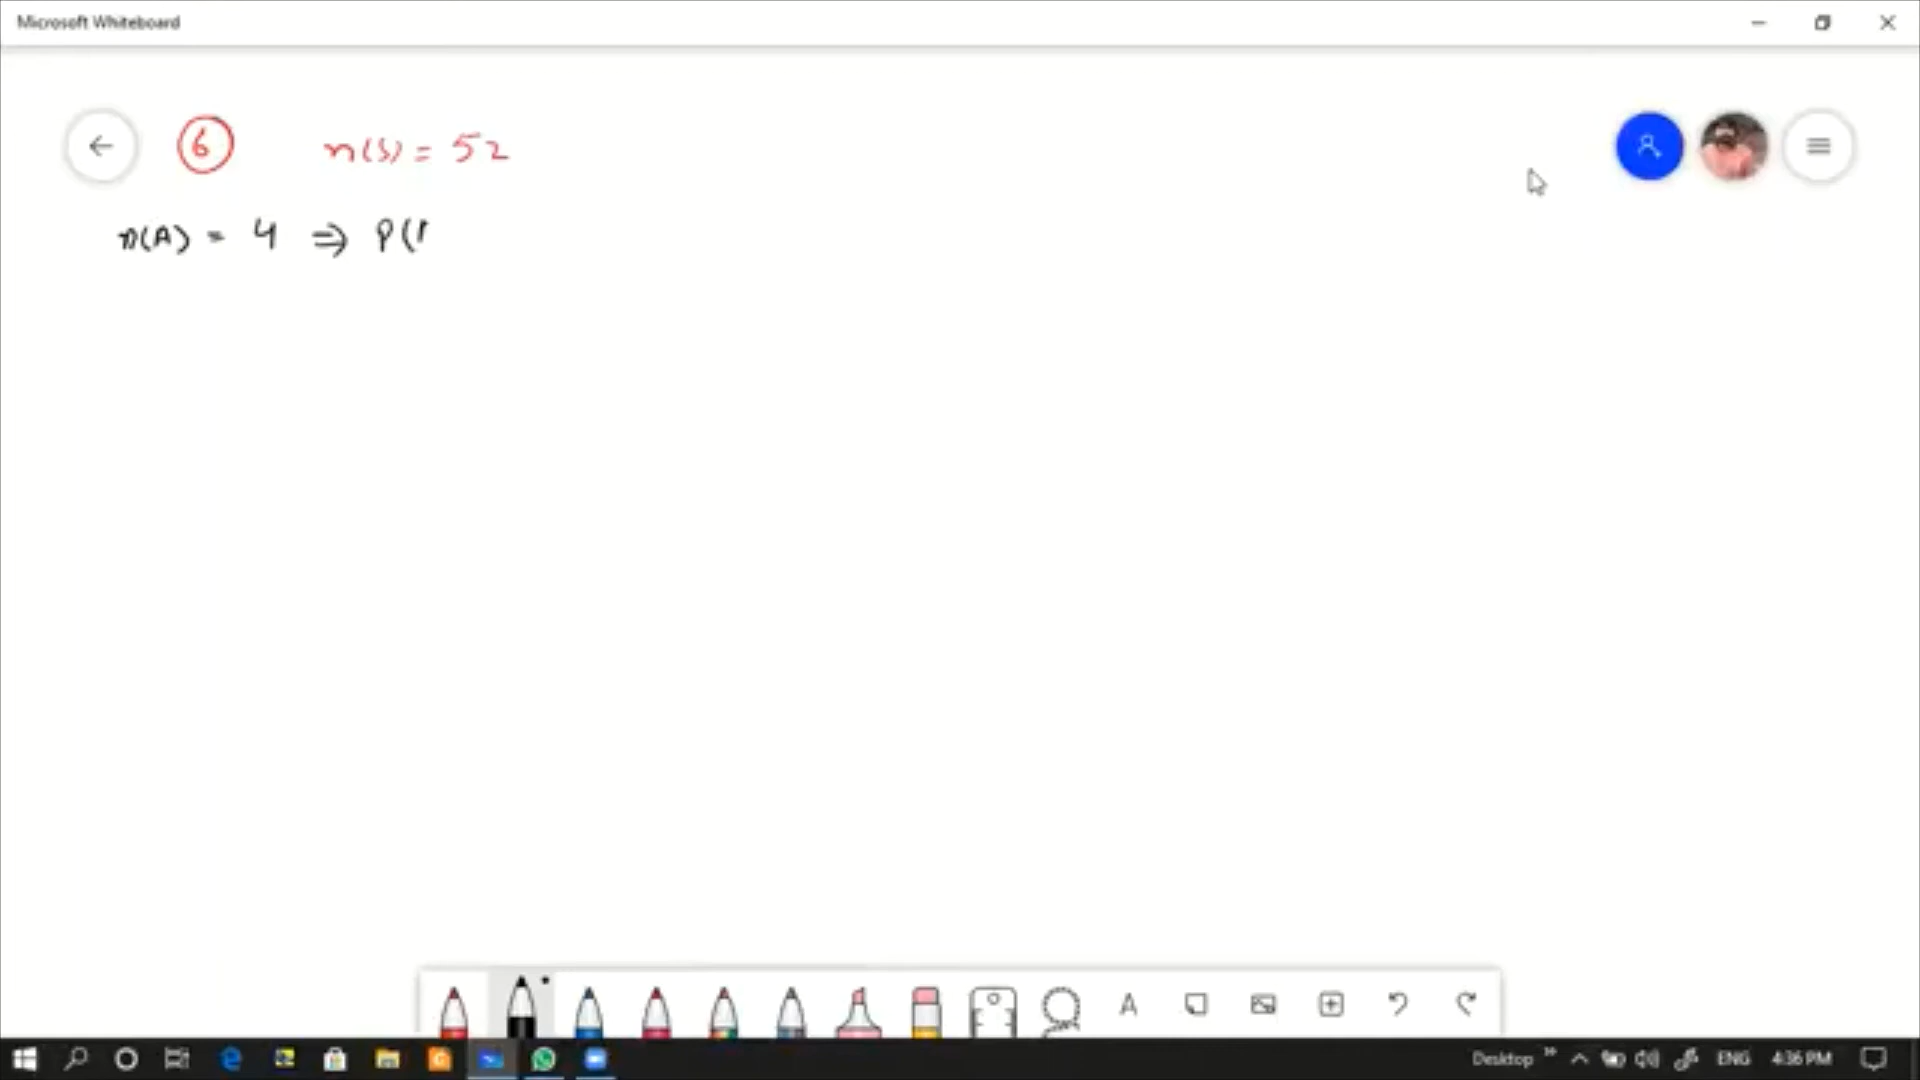 Microsoft Whiteboard
6 n(s) = 52
n(A) = 4 ⇒ P(
A
Desktop » ENG 4:36 PM